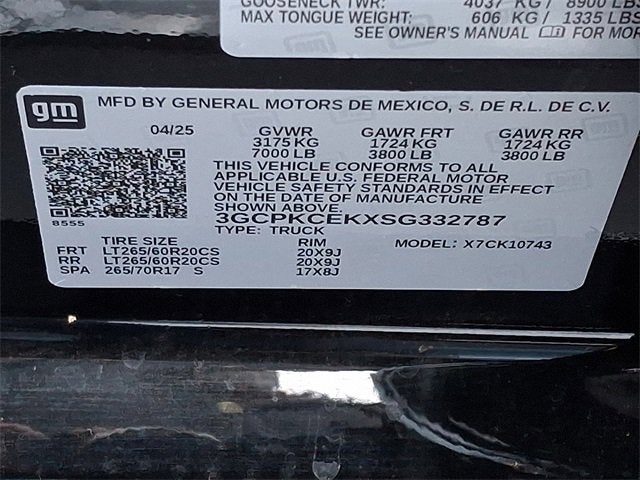 GOOSENECK TWR: 4037 KG / 8900 LBS
MAX TONGUE WEIGHT: 606 KG / 1335 LBS
SEE OWNER'S MANUAL FOR MOR
gm
MFD BY GENERAL MOTORS DE MEXICO, S. DE R.L. DE C.V.
04/25 GVWR GAWR FRT GAWR RR
3175 KG 1724 KG 1724 KG
7000 LB 3800 LB 3800 LB
THIS VEHICLE CONFORMS TO ALL
APPLICABLE U.S. FEDERAL MOTOR
VEHICLE SAFETY STANDARDS IN EFFECT
ON THE DATE OF MANUFACTURE
SHOWN ABOVE.
8555
3GCPKCEKXSG332787
TYPE: TRUCK
TIRE SIZE RIM MODEL: X7CK10743
FRT LT265/60R20CS 20X9J
RR LT265/60R20CS 20X9J
SPA 265/70R17 S 17X8J